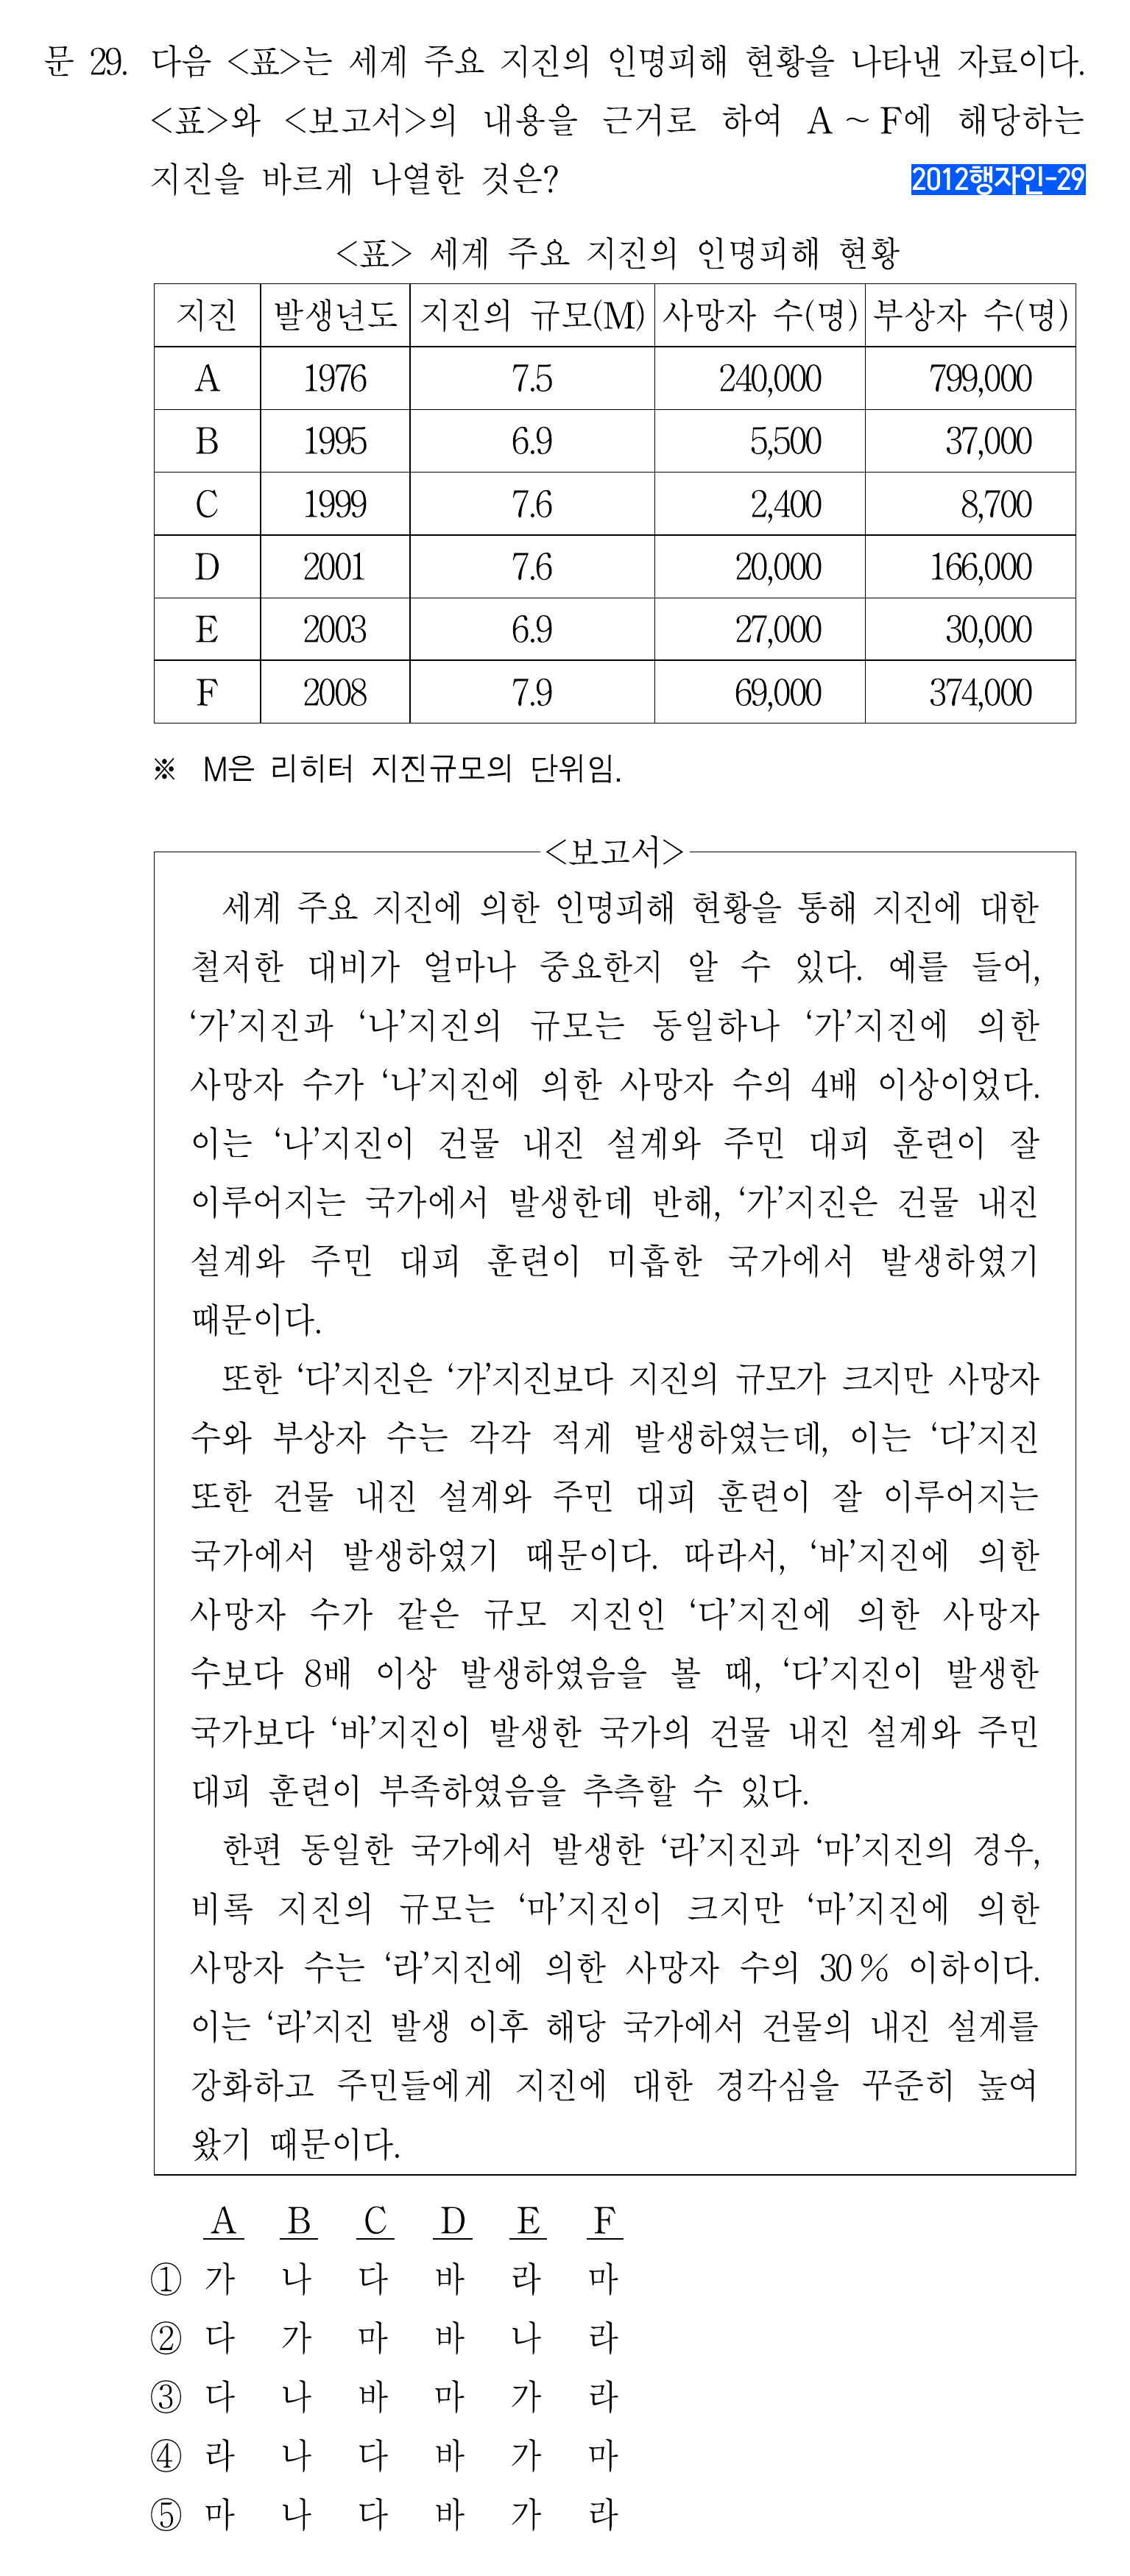 문 29. 다음 <표>는 세계 주요 지진의 인명피해 현황을 나타낸 자료이다.
<표>와 <보고서>의 내용을 근거로 하여 A ~ F에 해당하는
지진을 바르게 나열한 것은?
2012행자인-29
<표> 세계 주요 지진의 인명피해 현황
지진 발생년도 지진의 규모(M) 사망자 수(명) 부상자 수(명)
A 1976 7.5 240,000 799,000
B 1995 6.9 5,500 37,000
C 1999 7.6 2,400 8,700
D 2001 7.6 20,000 166,000
E 2003 6.9 27,000 30,000
F 2008 7.9 69,000 374,000
※ M은 리히터 지진규모의 단위임.
<보고서>
세계 주요 지진에 의한 인명피해 현황을 통해 지진에 대한
철저한 대비가 얼마나 중요한지 알 수 있다. 예를 들어,
‘가’지진과 ‘나’지진의 규모는 동일하나 ‘가’지진에 의한
사망자 수가 ‘나’지진에 의한 사망자 수의 4배 이상이었다.
이는 ‘나’지진이 건물 내진 설계와 주민 대피 훈련이 잘
이루어지는 국가에서 발생한데 반해, ‘가’지진은 건물 내진
설계와 주민 대피 훈련이 미흡한 국가에서 발생하였기
때문이다.
또한 ‘다’지진은 ‘가’지진보다 지진의 규모가 크지만 사망자
수와 부상자 수는 각각 적게 발생하였는데, 이는 ‘다’지진
또한 건물 내진 설계와 주민 대피 훈련이 잘 이루어지는
국가에서 발생하였기 때문이다. 따라서, ‘바’지진에 의한
사망자 수가 같은 규모 지진인 ‘다’지진에 의한 사망자
수보다 8배 이상 발생하였음을 볼 때, ‘다’지진이 발생한
국가보다 ‘바’지진이 발생한 국가의 건물 내진 설계와 주민
대피 훈련이 부족하였음을 추측할 수 있다.
한편 동일한 국가에서 발생한 ‘라’지진과 ‘마’지진의 경우,
비록 지진의 규모는 ‘마’지진이 크지만 ‘마’지진에 의한
사망자 수는 ‘라’지진에 의한 사망자 수의 30 % 이하이다.
이는 ‘라’지진 발생 이후 해당 국가에서 건물의 내진 설계를
강화하고 주민들에게 지진에 대한 경각심을 꾸준히 높여
왔기 때문이다.
A B C D E F
① 가 나 다 바 라 마
② 다 가 마 바 나 라
③ 다 나 바 마 가 라
④ 라 나 다 바 가 마
⑤ 마 나 다 바 가 라